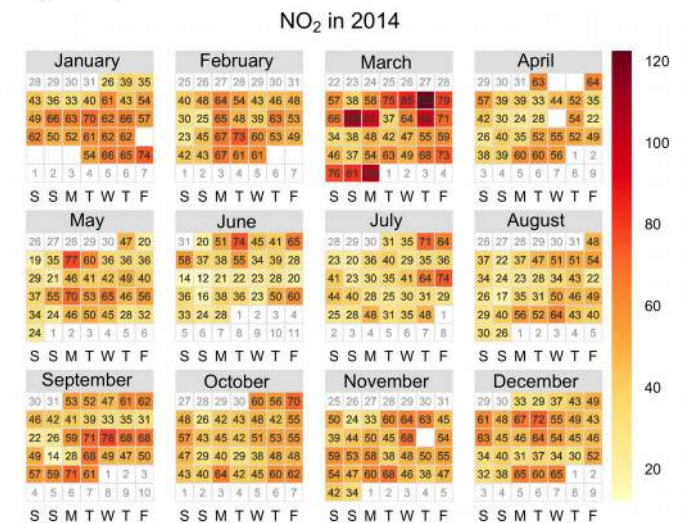 NO2 in 2014
January
28 29 30 31 26 39 35
43 36 33 40 61 43 54
49 66 63 70 62 66 57
62 50 52 61 62 62
54 66 65 74
1 2 3 4 5 6 7
S S M T W T F
February
25 26 27 28 29 30 31
40 48 64 54 43 46 48
30 25 65 48 39 63 53
23 45 67 73 60 53 49
42 43 67 61 61
1 2 3 4 5 6 7
S S M T W T F
March
22 23 24 25 26 27 28
57 38 58 75 85 79
66 37 64 71
34 38 48 42 47 55 59
46 37 54 63 49 68 73
76 81 1 2 3 4
S S M T W T F
April
29 30 31 63 64
57 39 39 33 44 52 35
42 30 24 28 54 22
26 40 35 52 55 52 49
38 39 60 60 56 1 2
3 4 5 6 7 8 9
S S M T W T F
May
26 27 28 29 30 47 20
19 35 77 60 36 36 36
29 21 46 41 42 49 40
37 55 70 53 65 46 56
34 24 46 50 45 28 32
24 1 2 3 4 5 6
S S M T W T F
June
31 20 51 74 45 41 65
58 37 38 55 34 39 28
14 12 21 22 23 28 20
36 16 38 36 23 50 60
33 24 28 1 2 3 4
5 6 7 8 9 10 11
S S M T W T F
July
28 29 30 31 35 71 64
23 20 36 40 29 35 36
41 23 30 35 41 64 74
44 40 28 25 30 31 29
25 28 48 31 35 48 1
2 3 4 5 6 7 8
S S M T W T F
August
26 27 28 29 30 31 48
37 22 37 47 51 51 54
34 24 23 28 34 43 22
26 17 35 31 50 46 49
29 40 56 52 64 43 40
30 26 1 2 3 4 5
S S M T W T F
September
30 31 53 52 47 61 62
46 42 41 39 33 35 31
22 26 59 71 78 68 68
49 14 28 68 49 47 50
57 59 71 61 1 2 3
4 5 6 7 8 9 10
S S M T W T F
October
27 28 29 30 60 56 70
48 26 42 43 48 42 48
57 43 45 42 51 53 55
47 29 40 29 38 48 55
43 40 64 42 45 60 62
1 2 3 4 5 6 7
S S M T W T F
November
25 26 27 28 29 30 31
50 24 33 60 64 63 45
39 44 50 45 68 54
59 53 58 38 48 50 55
54 47 60 68 46 38 47
42 34 1 2 3 4 5
S S M T W T F
December
29 30 33 29 37 43 49
61 48 67 72 55 49 43
63 45 46 64 54 45 46
34 40 31 37 34 30 52
32 38 65 60 65 1 2
3 4 5 6 7 8 9
S S M T W T F
120
100
80
60
40
20